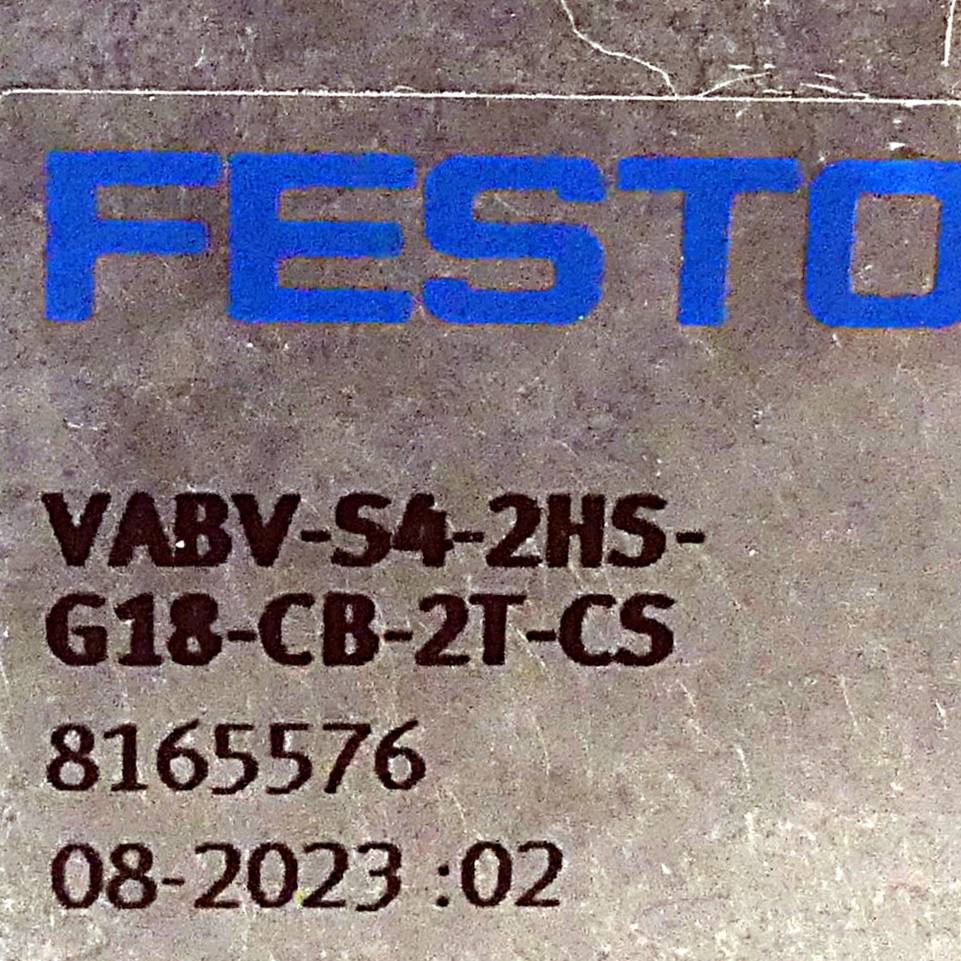 FESTO
VABV-S4-2HS-
G18-CB-2T-CS
8165576
08-2023 :02